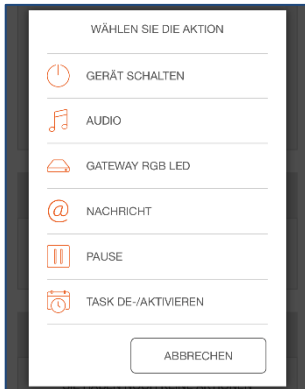 WÄHLEN SIE DIE AKTION
GERÄT SCHALTEN
AUDIO
GATEWAY RGB LED
@ NACHRICHT
PAUSE
TASK DE-/AKTIVIEREN
ABBRECHEN